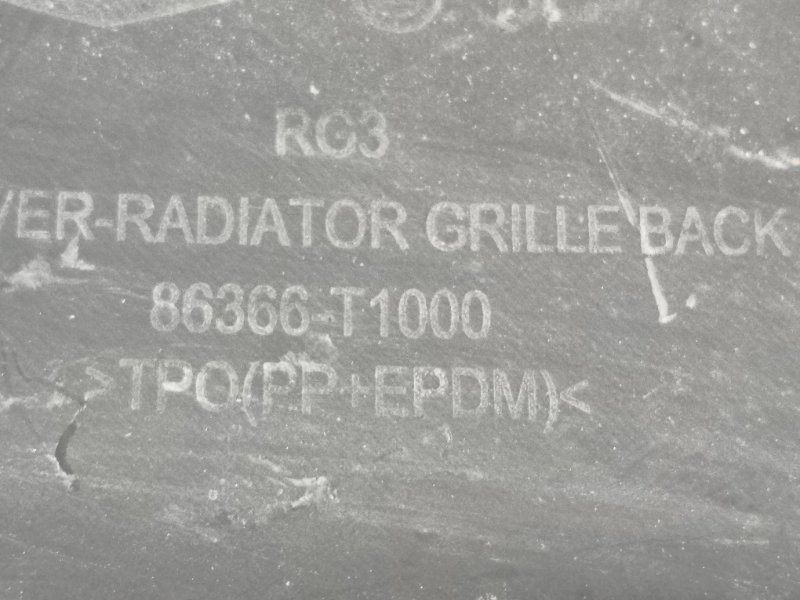 RG3
VER-RADIATOR GRILLE BACK
86366-T1000
>TPO(PP+EPDM)<